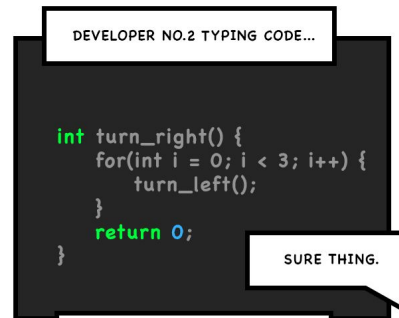 DEVELOPER NO.2 TYPING CODE...
int turn_right() {
    for(int i = 0; i < 3; i++) {
        turn_left();
    }
    return 0;
}
SURE THING.